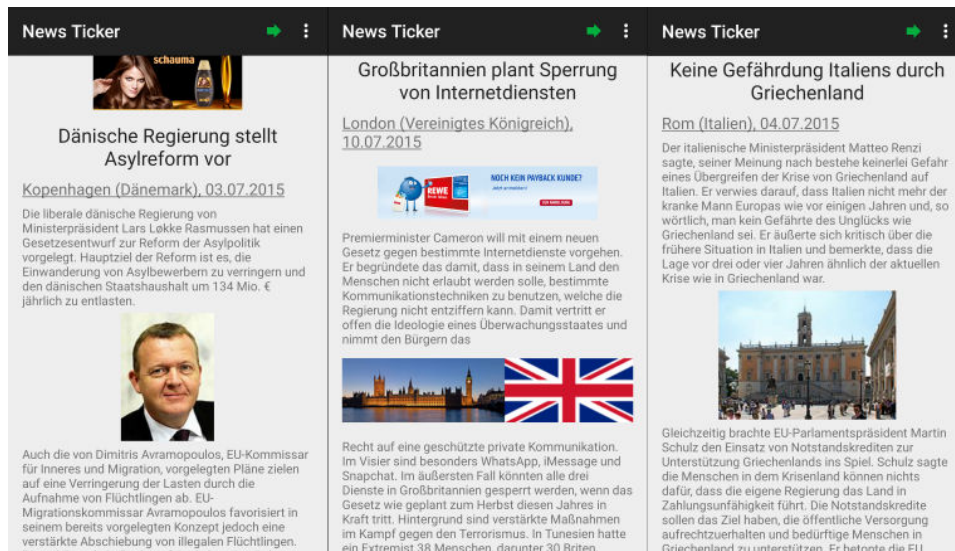 News Ticker
schauma
Dänische Regierung stellt
Asylreform vor
Kopenhagen (Dänemark), 03.07.2015
Die liberale dänische Regierung von
Ministerpräsident Lars Løkke Rasmussen hat einen
Gesetzesentwurf zur Reform der Asylpolitik
vorgelegt. Hauptziel der Reform ist es, die
Einwanderung von Asylbewerbern zu verringern und
den dänischen Staatshaushalt um 134 Mio. €
jährlich zu entlasten.
Auch die von Dimitris Avramopoulos, EU-Kommissar
für Inneres und Migration, vorgelegten Pläne zielen
auf eine Verringerung der Lasten durch die
Aufnahme von Flüchtlingen ab. EU-
Migrationskommissar Avramopoulos favorisiert in
seinem bereits vorgelegten Konzept jedoch eine
verstärkte Abschiebung von illegalen Flüchtlingen.
News Ticker
Großbritannien plant Sperrung
von Internetdiensten
London (Vereinigtes Königreich),
10.07.2015
REWE
NOCH KEIN PAYBACK KUNDE?
Premierminister Cameron will mit einem neuen
Gesetz gegen bestimmte Internetdienste vorgehen.
Er begründete das damit, dass in seinem Land den
Menschen nicht erlaubt werden solle, bestimmte
Kommunikationstechniken zu benutzen, welche die
Regierung nicht entziffern kann. Damit vertritt er
offen die Ideologie eines Überwachungsstaates und
nimmt den Bürgern das
Recht auf eine geschützte private Kommunikation.
Im Visier sind besonders WhatsApp, iMessage und
Snapchat. Im äußersten Fall könnten alle drei
Dienste in Großbritannien gesperrt werden, wenn das
Gesetz wie geplant zum Herbst diesen Jahres in
Kraft tritt. Hintergrund sind verstärkte Maßnahmen
im Kampf gegen den Terrorismus. In Tunesien hatte
ein Extremist 38 Menschen, darunter 30 Briten,
News Ticker
Keine Gefährdung Italiens durch
Griechenland
Rom (Italien), 04.07.2015
Der italienische Ministerpräsident Matteo Renzi
sagte, seiner Meinung nach bestehe keinerlei Gefahr
eines Übergreifen der Krise von Griechenland auf
Italien. Er verwies darauf, dass Italien nicht mehr der
kranke Mann Europas wie vor einigen Jahren und, so
wörtlich, man kein Gefährte des Unglücks wie
Griechenland sei. Er äußerte sich kritisch über die
frühere Situation in Italien und bemerkte, dass die
Lage vor drei oder vier Jahren ähnlich der aktuellen
Krise wie in Griechenland war.
Gleichzeitig brachte EU-Parlamentspräsident Martin
Schulz den Einsatz von Notstandskrediten zur
Unterstützung Griechenlands ins Spiel. Schulz sagte
die Menschen in dem Krisenland können nichts
dafür, dass die eigene Regierung das Land in
Zahlungsunfähigkeit führt. Die Notstandskredite
sollen das Ziel haben, die öffentliche Versorgung
aufrechtzuerhalten und bedürftige Menschen in
Griechenland zu unterstützen. Er betonte die EU